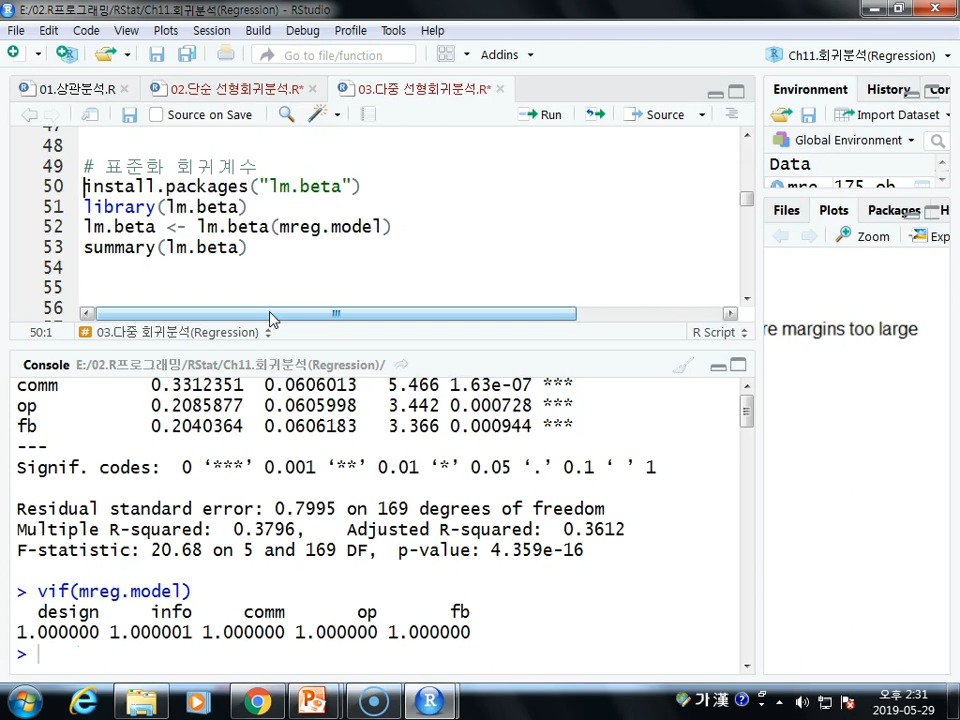 E:/02.R프로그래밍/RStat/Ch11.회귀분석(Regression) - RStudio
File Edit Code View Plots Session Build Debug Profile Tools Help
Go to file/function Addins Ch11.회귀분석(Regression)
01.상관분석.R 02.단순 선형회귀분석.R* 03.다중 선형회귀분석.R*
Source on Save Run Source
48
49 # 표준화 회귀계수
50 install.packages("lm.beta")
51 library(lm.beta)
52 lm.beta <- lm.beta(mreg.model)
53 summary(lm.beta)
54
55
56
50:1 03.다중 회귀분석(Regression) R Script
Environment History Con
Import Dataset
Global Environment
Data
mre 175 ob
Files Plots Packages H
Zoom Exp
re margins too large
Console E:/02.R프로그래밍/RStat/Ch11.회귀분석(Regression)/
comm 0.3312351 0.0606013 5.466 1.63e-07 ***
op 0.2085877 0.0605998 3.442 0.000728 ***
fb 0.2040364 0.0606183 3.366 0.000944 ***
---
Signif. codes: 0 ‘***’ 0.001 ‘**’ 0.01 ‘*’ 0.05 ‘.’ 0.1 ‘ ’ 1
Residual standard error: 0.7995 on 169 degrees of freedom
Multiple R-squared: 0.3796, Adjusted R-squared: 0.3612
F-statistic: 20.68 on 5 and 169 DF, p-value: 4.359e-16
> vif(mreg.model)
design info comm op fb
1.000000 1.000001 1.000000 1.000000 1.000000
>
가 漢
오후 2:31
2019-05-29